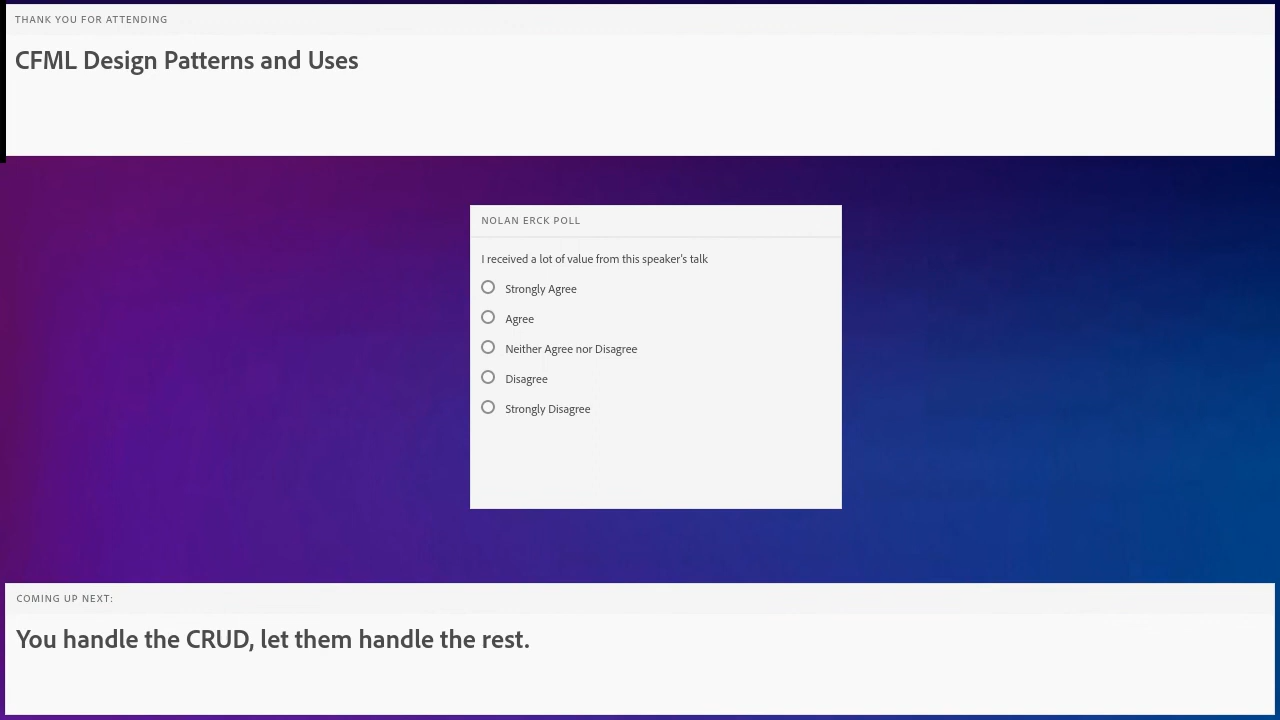 THANK YOU FOR ATTENDING
CFML Design Patterns and Uses
NOLAN ERCK POLL
I received a lot of value from this speaker's talk
Strongly Agree
Agree
Neither Agree nor Disagree
Disagree
Strongly Disagree
COMING UP NEXT:
You handle the CRUD, let them handle the rest.